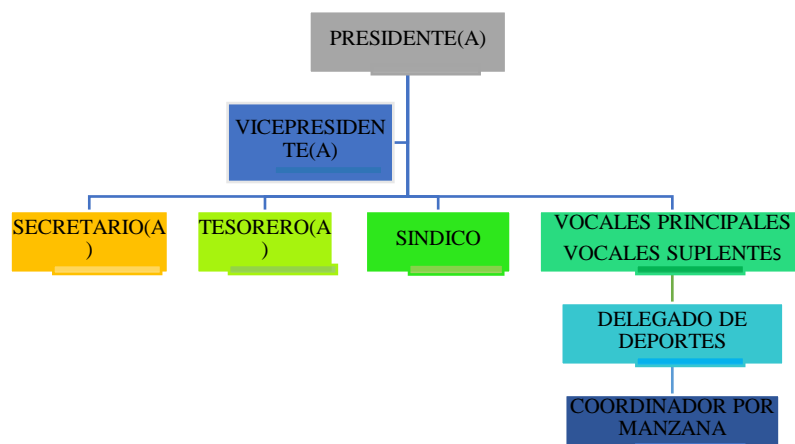 PRESIDENTE(A)
VICEPRESIDEN
TE(A)
SECRETARIO(A
)
TESORERO(A
)
SINDICO
VOCALES PRINCIPALES
VOCALES SUPLENTEs
DELEGADO DE
DEPORTES
COORDINADOR POR
MANZANA